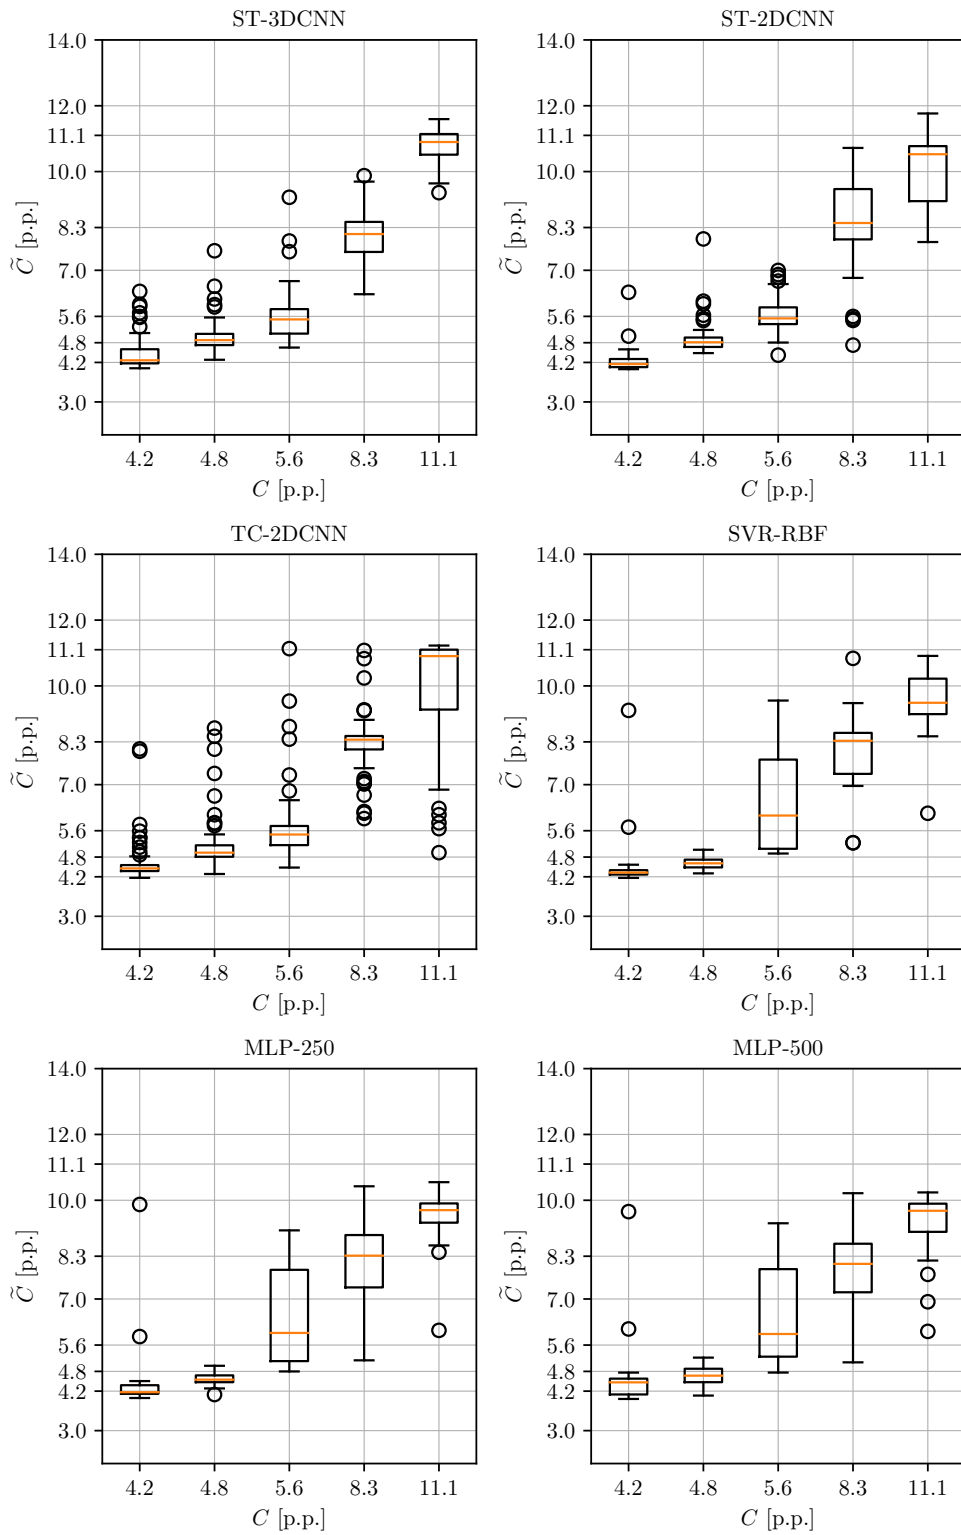 ST-3DCNN
14.0
12.0
11.1
10.0
8.3
7.0
5.6
4.8
4.2
3.0
C̃ [p.p.]
4.2 4.8 5.6 8.3 11.1
C [p.p.]
ST-2DCNN
14.0
12.0
11.1
10.0
8.3
7.0
5.6
4.8
4.2
3.0
C̃ [p.p.]
4.2 4.8 5.6 8.3 11.1
C [p.p.]
TC-2DCNN
14.0
12.0
11.1
10.0
8.3
7.0
5.6
4.8
4.2
3.0
C̃ [p.p.]
4.2 4.8 5.6 8.3 11.1
C [p.p.]
SVR-RBF
14.0
12.0
11.1
10.0
8.3
7.0
5.6
4.8
4.2
3.0
C̃ [p.p.]
4.2 4.8 5.6 8.3 11.1
C [p.p.]
MLP-250
14.0
12.0
11.1
10.0
8.3
7.0
5.6
4.8
4.2
3.0
C̃ [p.p.]
4.2 4.8 5.6 8.3 11.1
C [p.p.]
MLP-500
14.0
12.0
11.1
10.0
8.3
7.0
5.6
4.8
4.2
3.0
C̃ [p.p.]
4.2 4.8 5.6 8.3 11.1
C [p.p.]